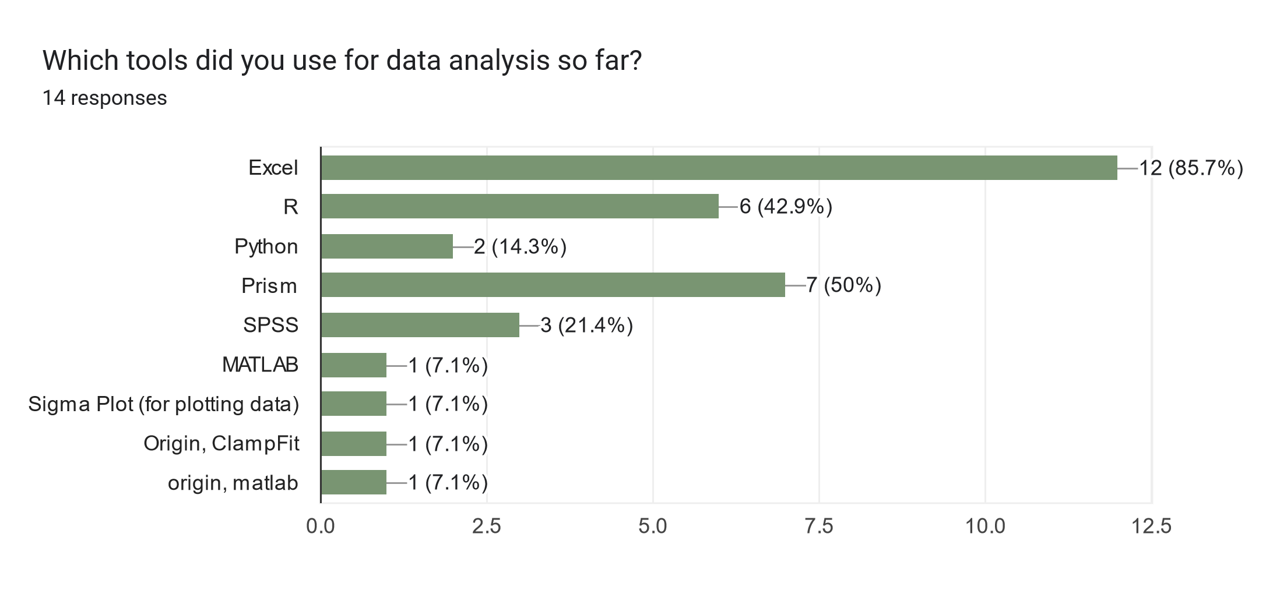 Which tools did you use for data analysis so far?
14 responses
Excel 12 (85.7%)
R 6 (42.9%)
Python 2 (14.3%)
Prism 7 (50%)
SPSS 3 (21.4%)
MATLAB 1 (7.1%)
Sigma Plot (for plotting data) 1 (7.1%)
Origin, ClampFit 1 (7.1%)
origin, matlab 1 (7.1%)
0.0 2.5 5.0 7.5 10.0 12.5